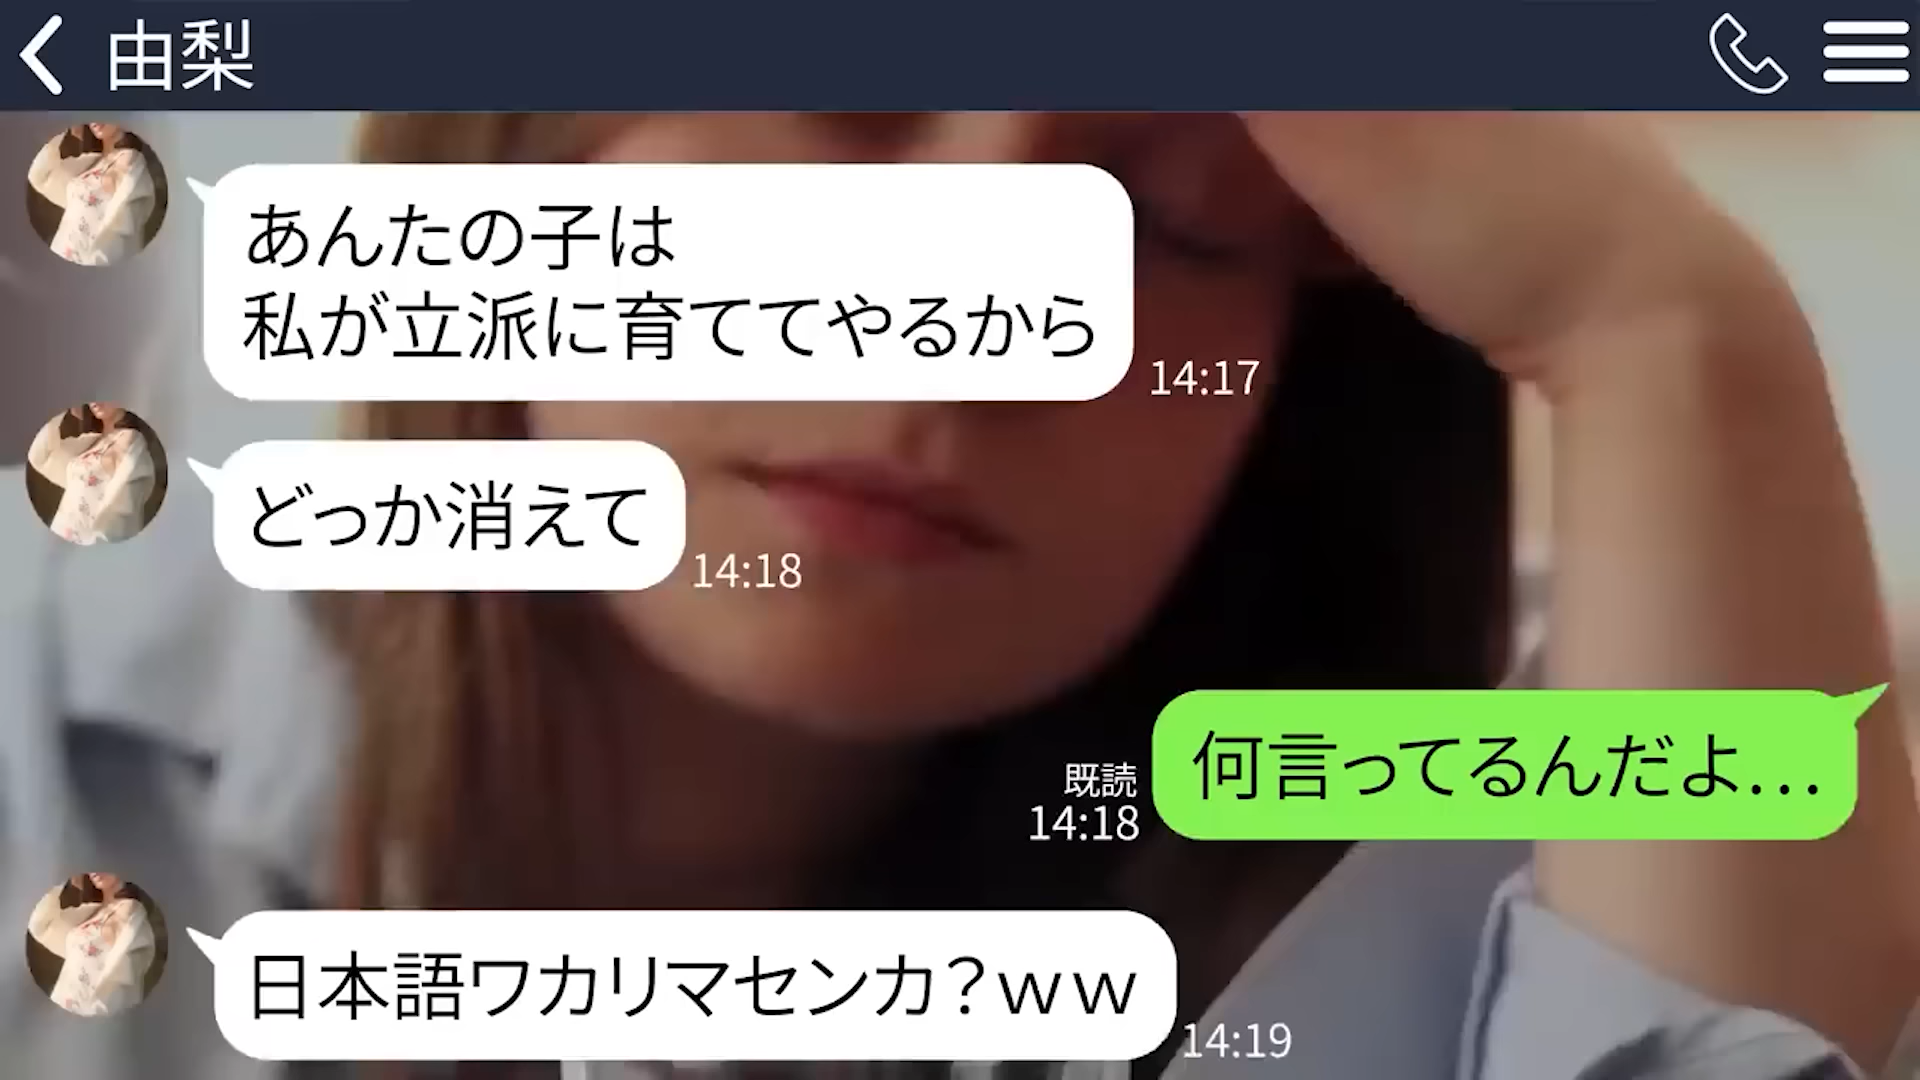 由梨
あんたの子は
私が立派に育ててやるから
14:17
どっか消えて
14:18
何言ってるんだよ…
既読
14:18
日本語ワカリマセンカ？ｗｗ
14:19